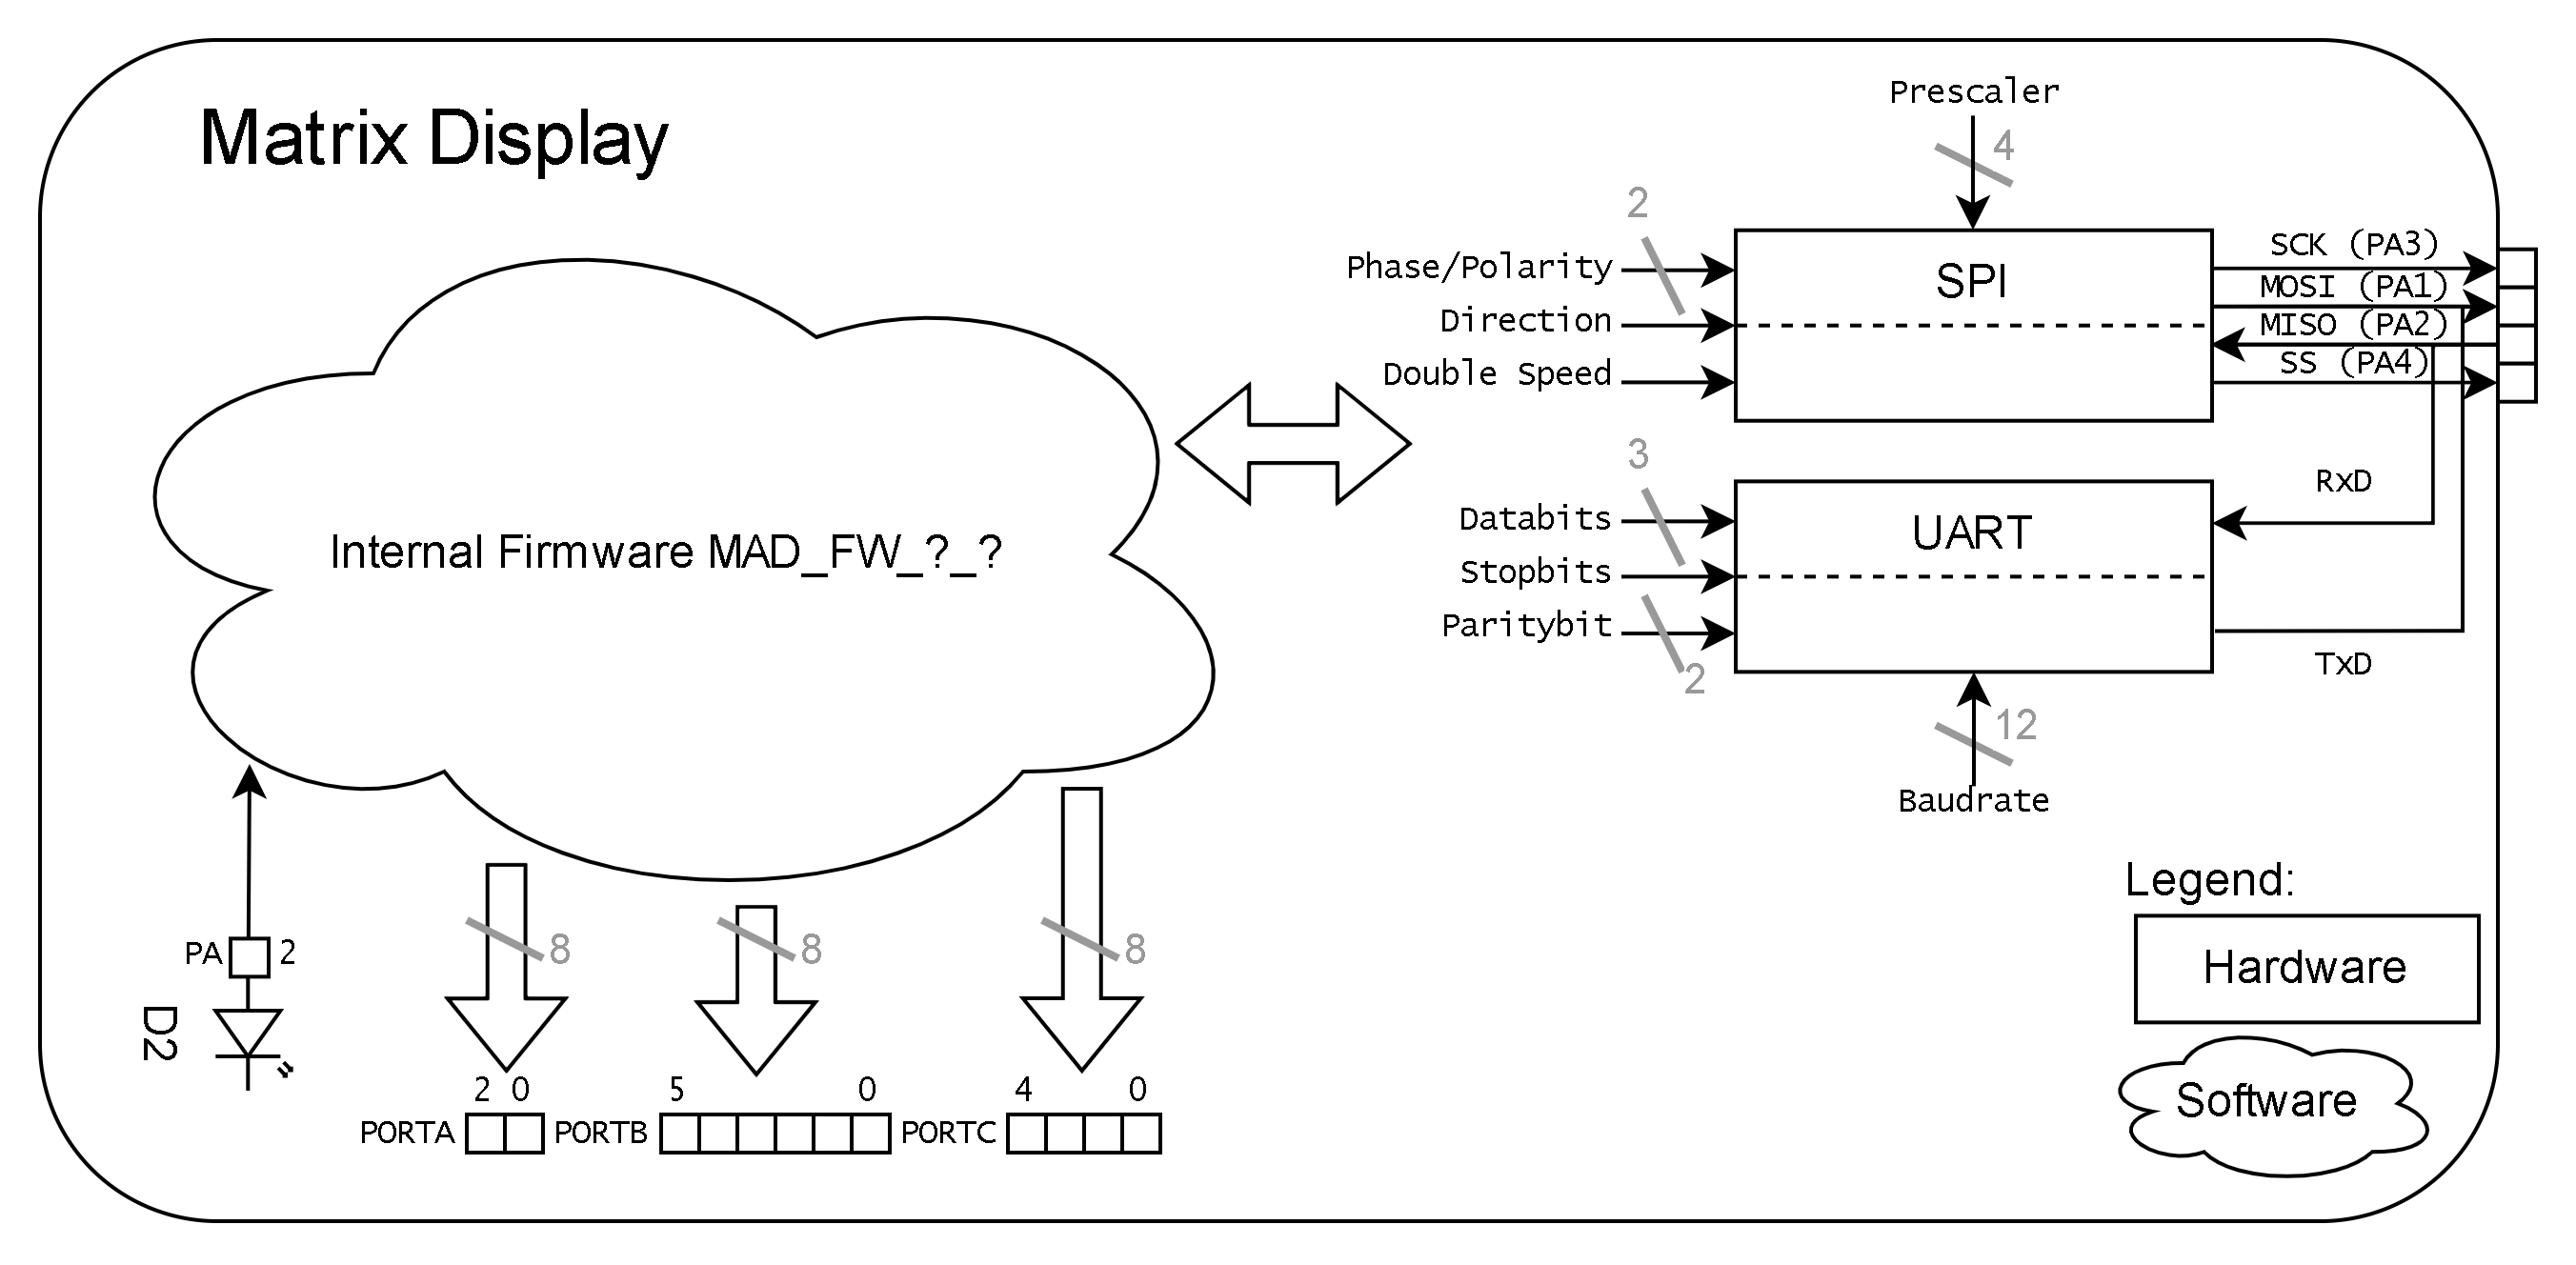 Matrix Display
Prescaler
4
2
Phase/Polarity
Direction
Double Speed
SPI
SCK (PA3)
MOSI (PA1)
MISO (PA2)
SS (PA4)
Internal Firmware MAD_FW_?_?
3
Databits
Stopbits
Paritybit
2
UART
RxD
TxD
12
Baudrate
PA 2
D2
8
8
8
2 0
5 0
4 0
PORTA
PORTB
PORTC
Legend:
Hardware
Software